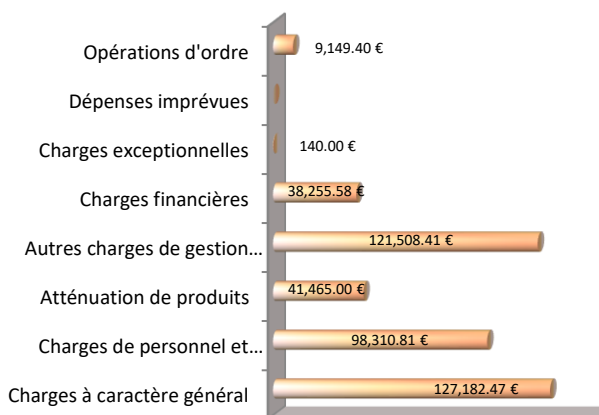 Opérations d'ordre 9,149.40 €
Dépenses imprévues
Charges exceptionnelles 140.00 €
Charges financières 38,255.58 €
Autres charges de gestion… 121,508.41 €
Atténuation de produits 41,465.00 €
Charges de personnel et… 98,310.81 €
Charges à caractère général 127,182.47 €